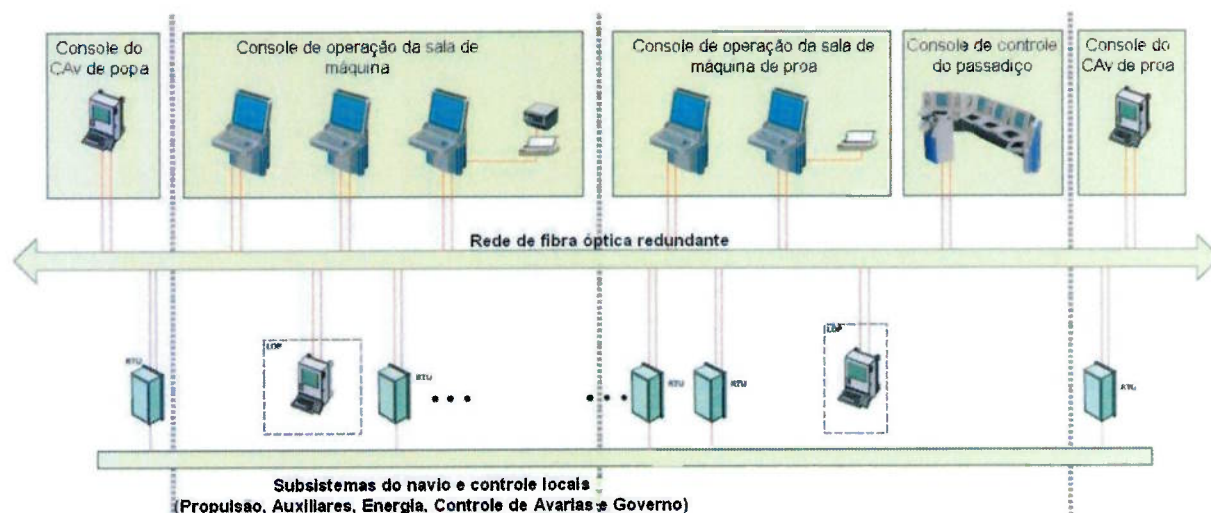 Console do
CAv de popa
Console de operação da sala de
máquina
Console de operação da sala de
máquina de proa
Console de controle
do passadiço
Console do
CAv de proa
Rede de fibra óptica redundante
RTU
LOP
RTU
RTU
RTU
LOP
RTU
Subsistemas do navio e controle locais
(Propulsão, Auxiliares, Energia, Controle de Avarias e Governo)